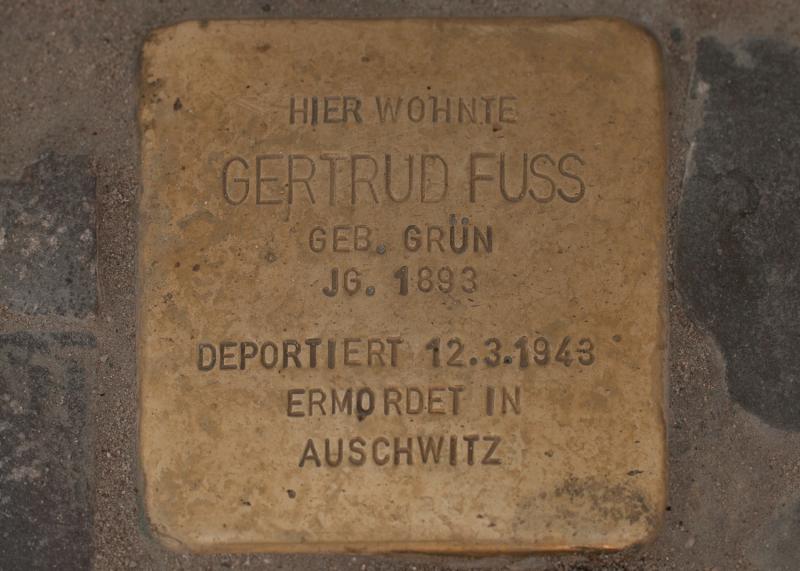 HIER WOHNTE
GERTRUD FUSS
GEB. GRÜN
JG. 1893
DEPORTIERT 12.3.1943
ERMORDET IN
AUSCHWITZ